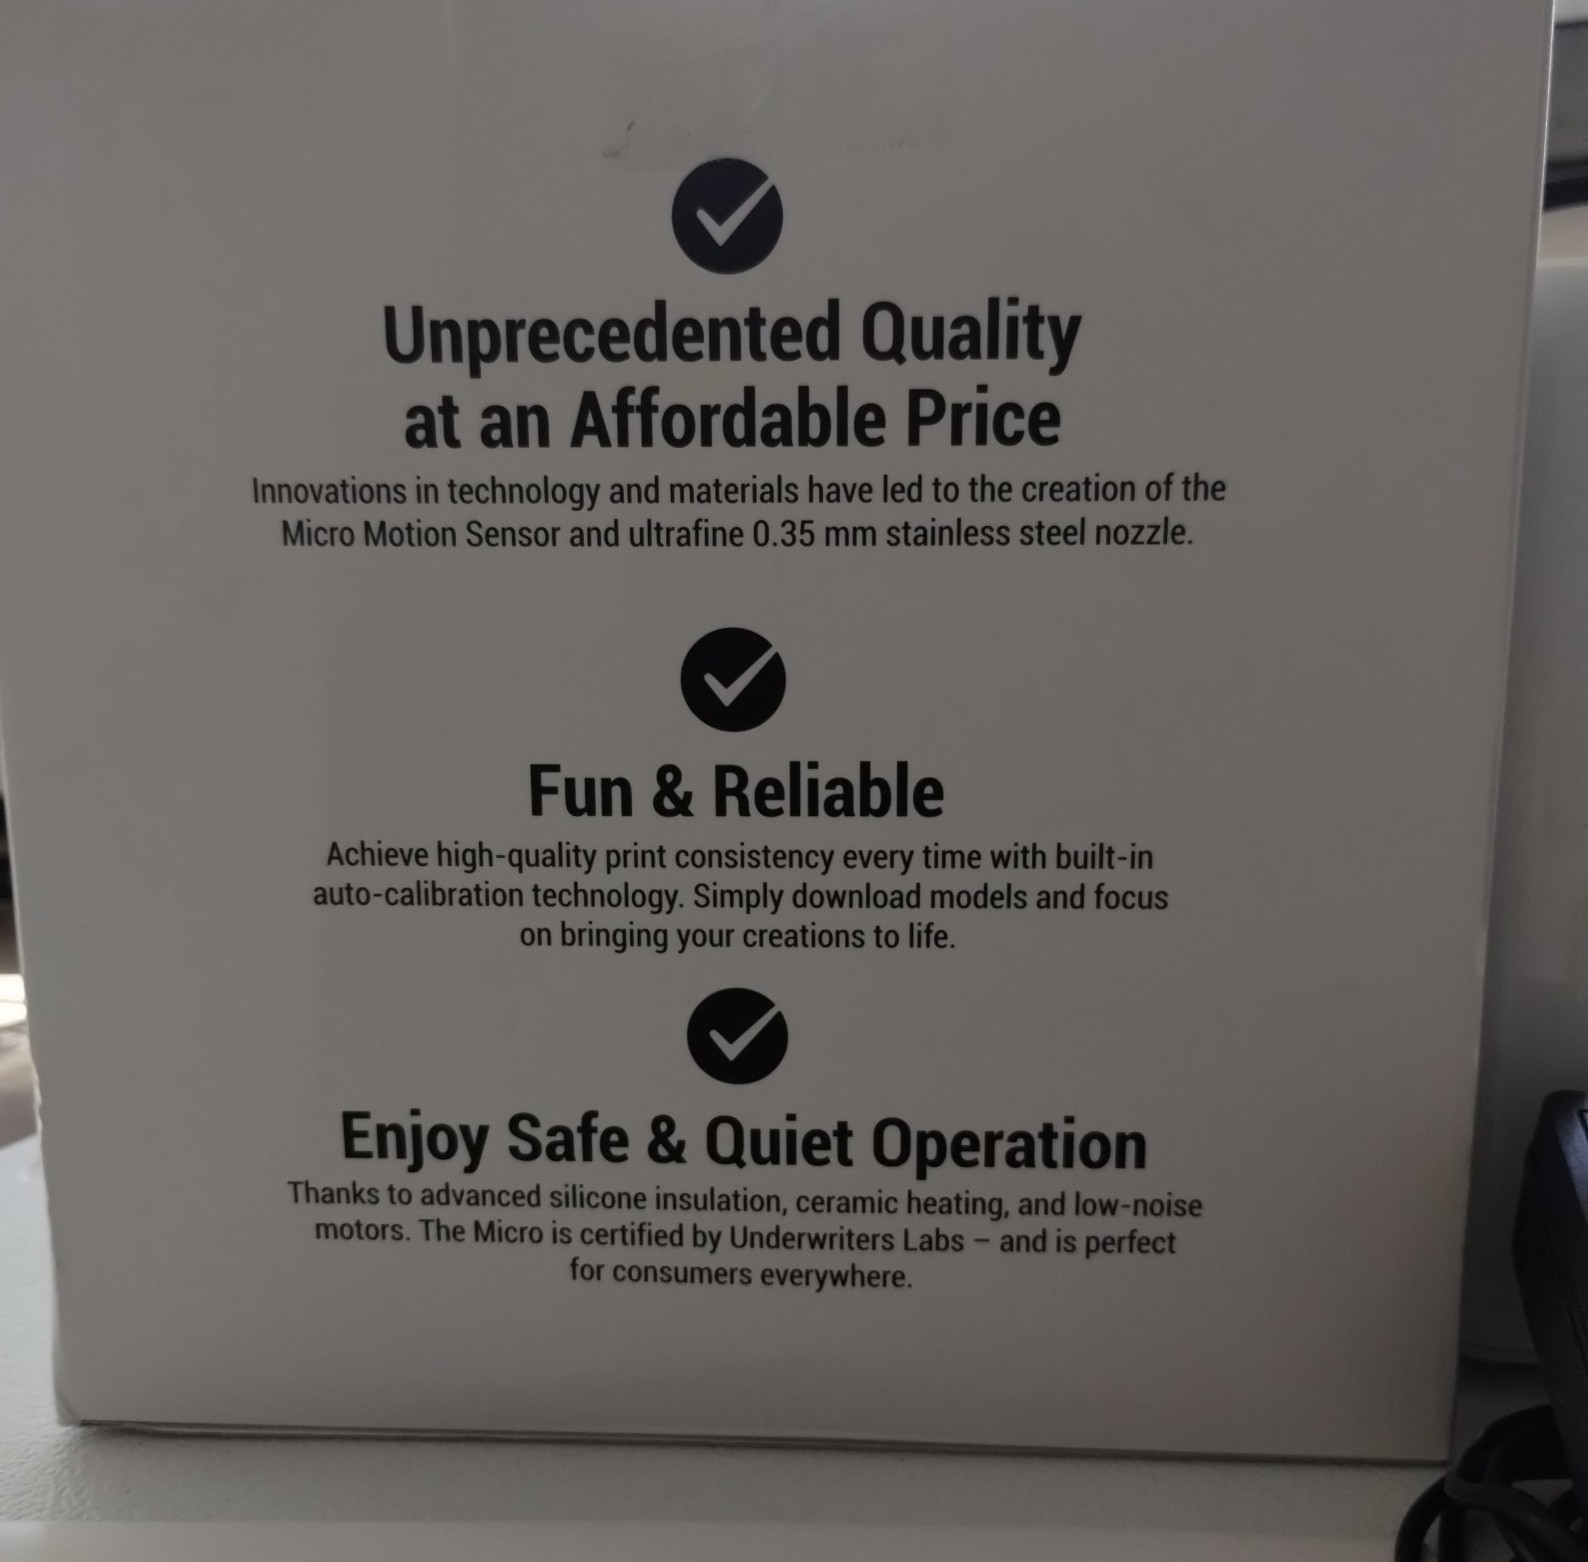 Unprecedented Quality
at an Affordable Price
Innovations in technology and materials have led to the creation of the
Micro Motion Sensor and ultrafine 0.35 mm stainless steel nozzle.
Fun & Reliable
Achieve high-quality print consistency every time with built-in
auto-calibration technology. Simply download models and focus
on bringing your creations to life.
Enjoy Safe & Quiet Operation
Thanks to advanced silicone insulation, ceramic heating, and low-noise
motors. The Micro is certified by Underwriters Labs – and is perfect
for consumers everywhere.